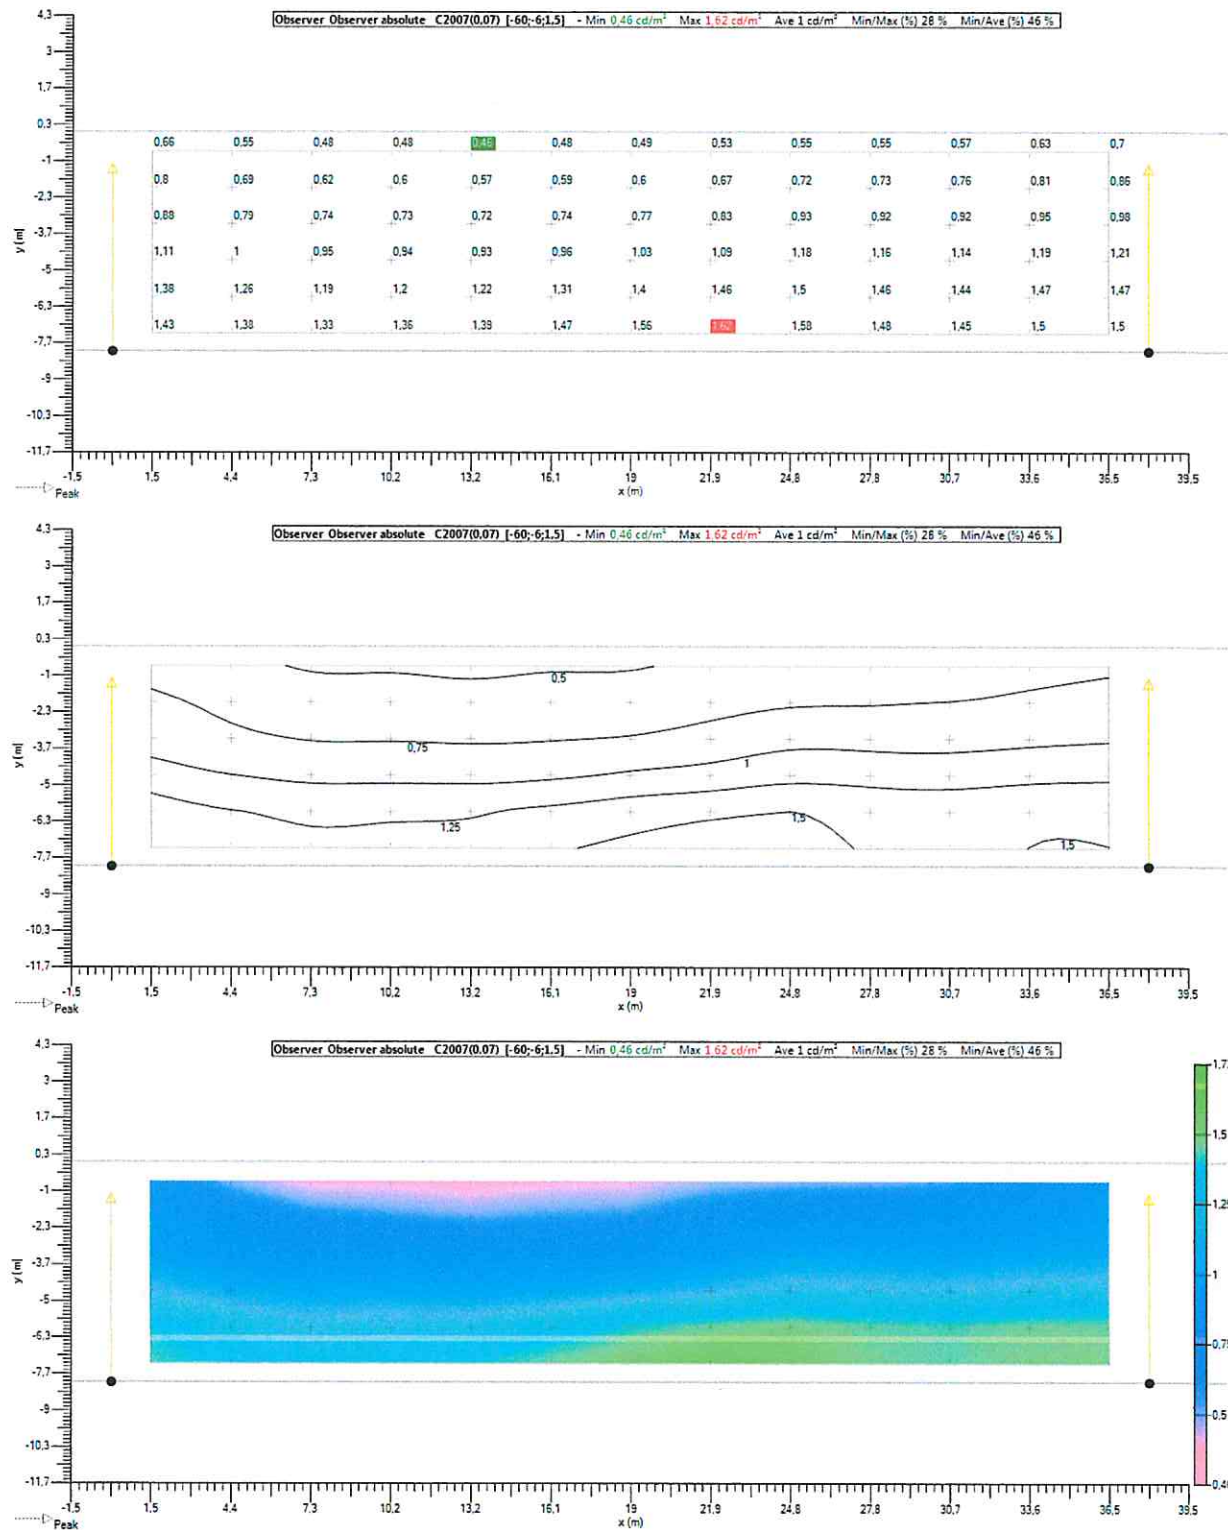 4,3
Observer Observer absolute C2007(0.07) [-60;-6;1,5] - Min 0,46 cd/m² Max 1,62 cd/m² Ave 1 cd/m² Min/Max (%) 28 % Min/Ave (%) 46 %
3
1,7
0,3
0,66 0,55 0,48 0,48 0,46 0,48 0,49 0,53 0,55 0,55 0,57 0,63 0,7
-1
0,8 0,69 0,62 0,6 0,57 0,59 0,6 0,67 0,72 0,73 0,76 0,81 0,86
-2,3
0,88 0,79 0,74 0,73 0,72 0,74 0,77 0,83 0,93 0,92 0,92 0,95 0,98
-3,7
y (m)
1,11 1 0,95 0,94 0,93 0,96 1,03 1,09 1,18 1,16 1,14 1,19 1,21
-5
1,38 1,26 1,19 1,2 1,22 1,31 1,4 1,46 1,5 1,46 1,44 1,47 1,47
-6,3
1,43 1,38 1,33 1,36 1,39 1,47 1,56 1,62 1,58 1,48 1,45 1,5 1,5
-7,7
-9
-10,3
-11,7
-1,5 1,5 4,4 7,3 10,2 13,2 16,1 19 21,9 24,8 27,8 30,7 33,6 36,5 39,5
Peak x (m)
4,3
Observer Observer absolute C2007(0,07) [-60;-6;1,5] - Min 0,46 cd/m² Max 1,62 cd/m² Ave 1 cd/m² Min/Max (%) 28 % Min/Ave (%) 46 %
3
1,7
0,3
-1
0,5
-2,3
-3,7
0,75
y (m)
1
-5
-6,3
1,25 1,5
1,5
-7,7
-9
-10,3
-11,7
-1,5 1,5 4,4 7,3 10,2 13,2 16,1 19 21,9 24,8 27,8 30,7 33,6 36,5 39,5
Peak x (m)
4,3
Observer Observer absolute C2007(0.07) [-60;-6;1,5] - Min 0,46 cd/m² Max 1,62 cd/m² Ave 1 cd/m² Min/Max (%) 28 % Min/Ave (%) 46 %
3
1,7
1,5
0,3
-1
1,25
-2,3
-3,7
1
y (m)
-5
-6,3
0,75
-7,7
-9
0,5
-10,3
-11,7
-1,5 1,5 4,4 7,3 10,2 13,2 16,1 19 21,9 24,8 27,8 30,7 33,6 36,5 39,5
Peak x (m)